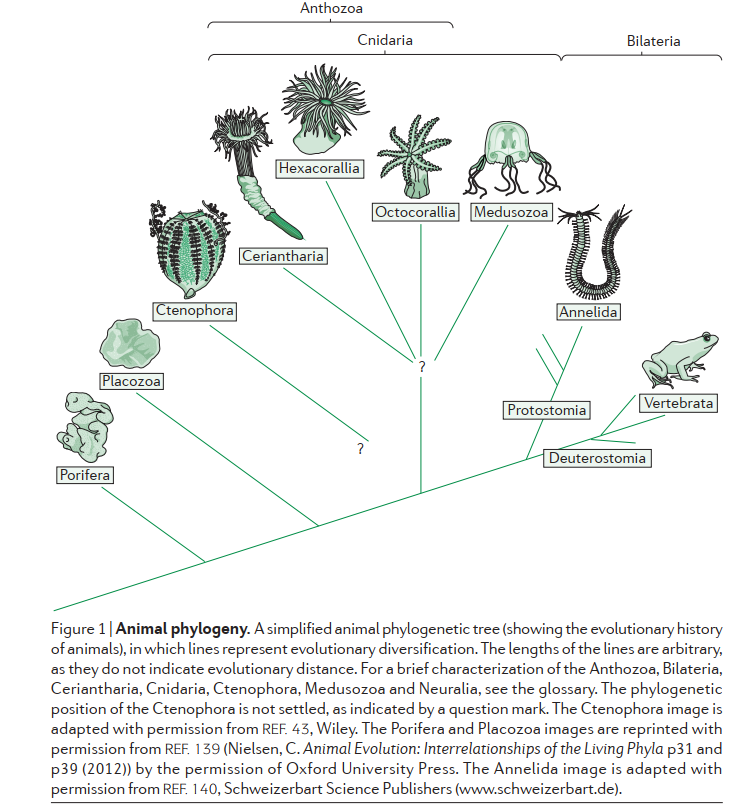 Anthozoa
Cnidaria
Bilateria
Hexacorallia
Octocorallia
Medusozoa
Ceriantharia
Ctenophora
Annelida
?
Placozoa
Protostomia
Vertebrata
?
Deuterostomia
Porifera
Figure 1 | Animal phylogeny. A simplified animal phylogenetic tree (showing the evolutionary history
of animals), in which lines represent evolutionary diversification. The lengths of the lines are arbitrary,
as they do not indicate evolutionary distance. For a brief characterization of the Anthozoa, Bilateria,
Ceriantharia, Cnidaria, Ctenophora, Medusozoa and Neuralia, see the glossary. The phylogenetic
position of the Ctenophora is not settled, as indicated by a question mark. The Ctenophora image is
adapted with permission from REF. 43, Wiley. The Porifera and Placozoa images are reprinted with
permission from REF. 139 (Nielsen, C. Animal Evolution: Interrelationships of the Living Phyla p31 and
p39 (2012)) by the permission of Oxford University Press. The Annelida image is adapted with
permission from REF. 140, Schweizerbart Science Publishers (www.schweizerbart.de).